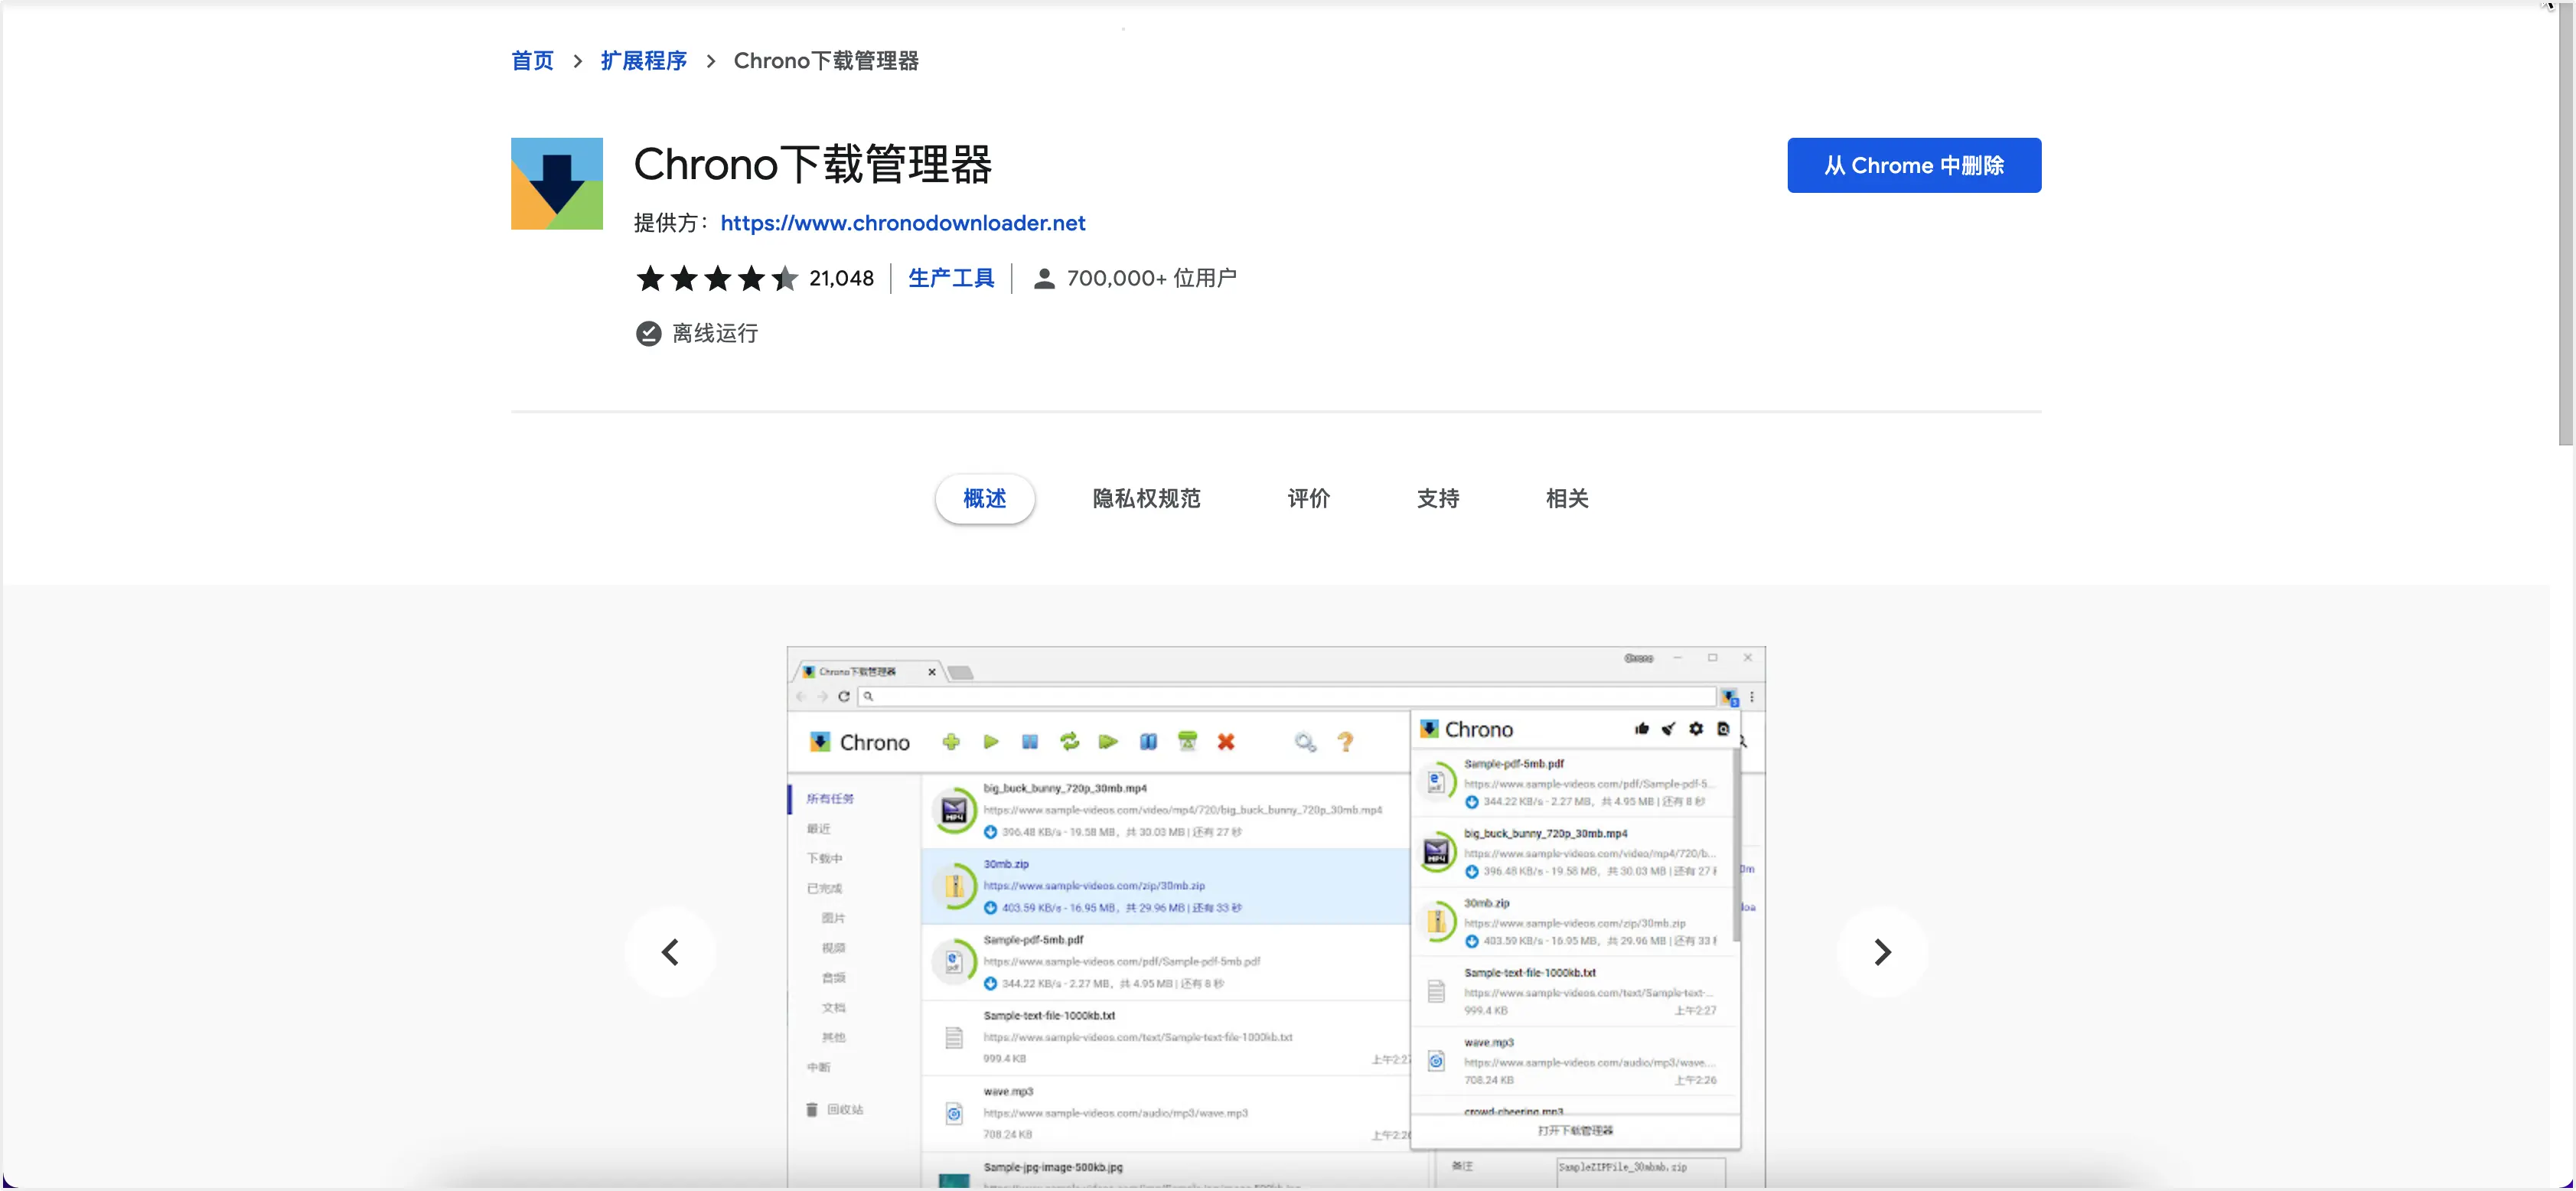 首页 > 扩展程序 > Chrono下载管理器
Chrono下载管理器
从 Chrome 中删除
提供方： https://www.chronodownloader.net
21,048 生产工具 700,000+ 位用户
离线运行
概述 隐私权规范 评价 支持 相关
Chrono下载管理器
Chrono
Chrono
所有任务
最近
下载中
已完成
图片
视频
音频
文档
其他
中断
回收站
big_buck_bunny_720p_30mb.mp4
https://www.sample-videos.com/video/mp4/720/big_buck_bunny_720p_30mb.mp4
396.48 KB/s - 19.58 MB，共 30.03 MB | 还有 27 秒
30mb.zip
https://www.sample-videos.com/zip/30mb.zip
403.59 KB/s - 16.95 MB，共 29.96 MB | 还有 33 秒
Sample-pdf-5mb.pdf
https://www.sample-videos.com/pdf/Sample-pdf-5mb.pdf
344.22 KB/s - 2.27 MB，共 4.95 MB | 还有 8 秒
Sample-text-file-1000kb.txt
https://www.sample-videos.com/text/Sample-text-file-1000kb.txt
999.4 KB 上午2:27
wave.mp3
https://www.sample-videos.com/audio/mp3/wave.mp3
708.24 KB 上午2:26
Sample-jpg-image-500kb.jpg
Chrono
Sample-pdf-5mb.pdf
https://www.sample-videos.com/pdf/Sample-pdf-5...
344.22 KB/s - 2.27 MB，共 4.95 MB | 还有 8 秒
big_buck_bunny_720p_30mb.mp4
https://www.sample-videos.com/video/mp4/720/b...
396.48 KB/s - 19.58 MB，共 30.03 MB | 还有 27
30mb.zip
https://www.sample-videos.com/zip/30mb.zip
403.59 KB/s - 16.95 MB，共 29.96 MB | 还有 33
Sample-text-file-1000kb.txt
https://www.sample-videos.com/text/Sample-text-...
999.4 KB 上午2:27
wave.mp3
https://www.sample-videos.com/audio/mp3/wave....
708.24 KB 上午2:26
crowd-cheering.mp3
打开下载管理器
备注 SampleZIPFile_30mbmb.zip